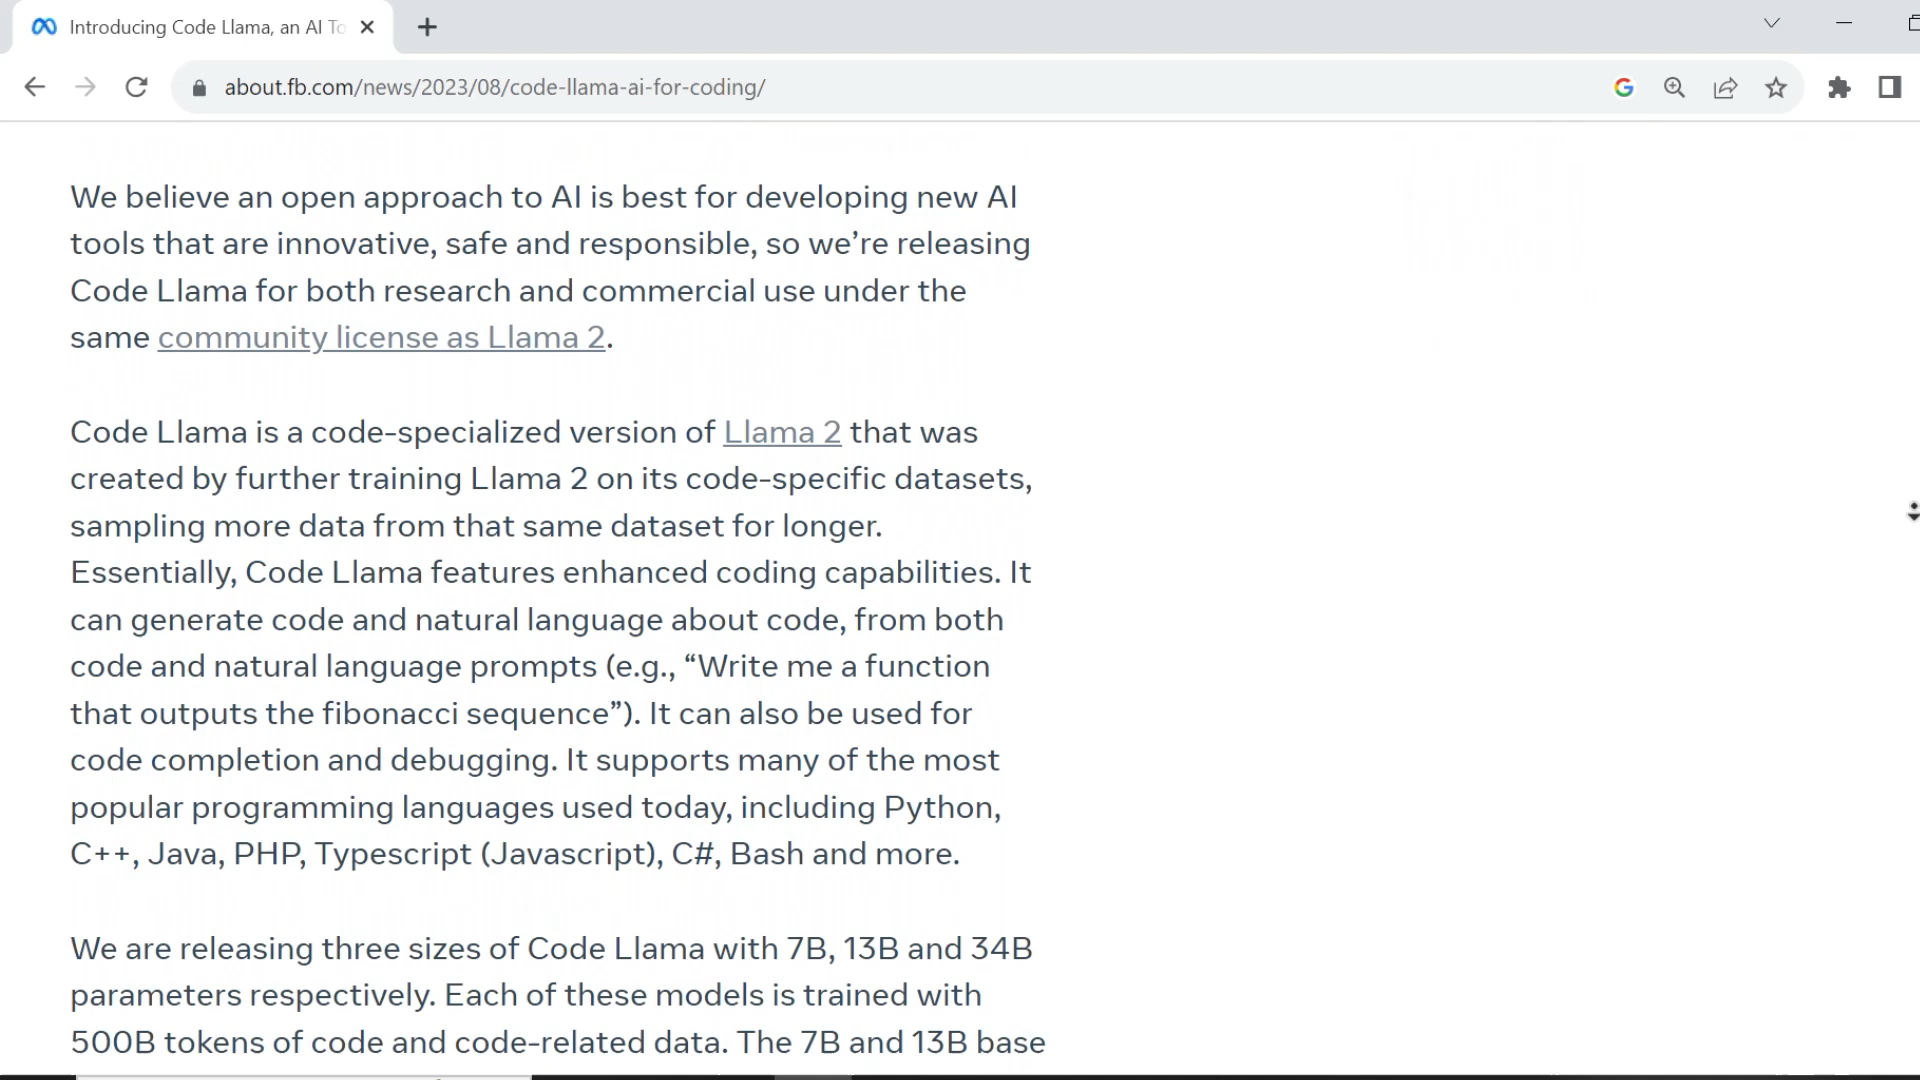 Introducing Code Llama, an AI To
about.fb.com/news/2023/08/code-llama-ai-for-coding/
We believe an open approach to AI is best for developing new AI
tools that are innovative, safe and responsible, so we’re releasing
Code Llama for both research and commercial use under the
same community license as Llama 2.
Code Llama is a code-specialized version of Llama 2 that was
created by further training Llama 2 on its code-specific datasets,
sampling more data from that same dataset for longer.
Essentially, Code Llama features enhanced coding capabilities. It
can generate code and natural language about code, from both
code and natural language prompts (e.g., “Write me a function
that outputs the fibonacci sequence”). It can also be used for
code completion and debugging. It supports many of the most
popular programming languages used today, including Python,
C++, Java, PHP, Typescript (Javascript), C#, Bash and more.
We are releasing three sizes of Code Llama with 7B, 13B and 34B
parameters respectively. Each of these models is trained with
500B tokens of code and code-related data. The 7B and 13B base